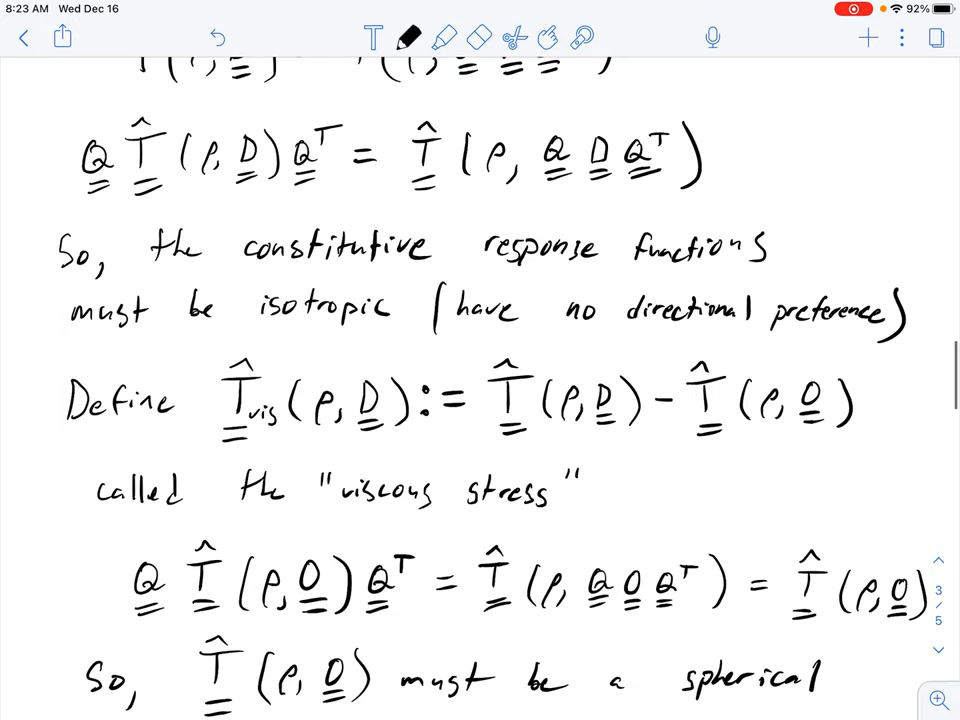 8:23 AM Wed Dec 16 92%
T
Q T̂ (ρ, D) Qᵀ = T̂ (ρ, Q D Qᵀ)
So, the constitutive response functions
must be isotropic (have no directional preference)
Define T̂vis (ρ, D) := T̂ (ρ, D) - T̂ (ρ, 0)
called the "viscous stress"
Q T̂ (ρ, 0) Qᵀ = T̂ (ρ, Q 0 Qᵀ) = T̂ (ρ, 0)
3
/
5
So, T̂ (ρ, 0) must be a spherical